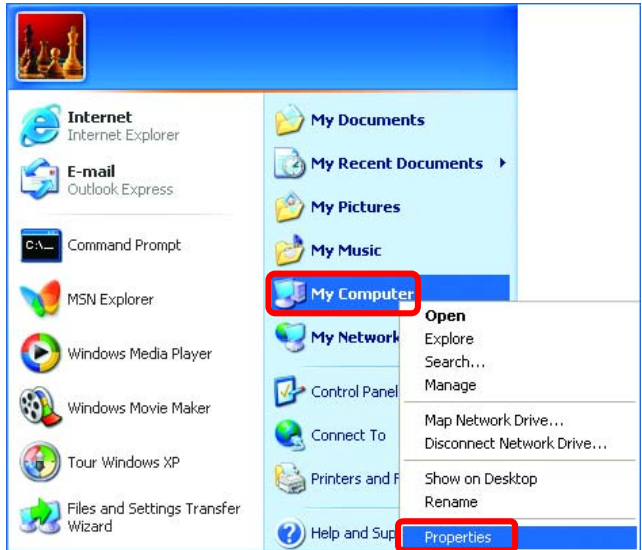 Internet
Internet Explorer
E-mail
Outlook Express
C:\_
Command Prompt
MSN Explorer
Windows Media Player
Windows Movie Maker
Tour Windows XP
Files and Settings Transfer
Wizard
My Documents
My Recent Documents
My Pictures
My Music
My Computer
My Network
Control Panel
Connect To
Printers and F
Help and Sup
Open
Explore
Search...
Manage
Map Network Drive...
Disconnect Network Drive...
Show on Desktop
Rename
Properties